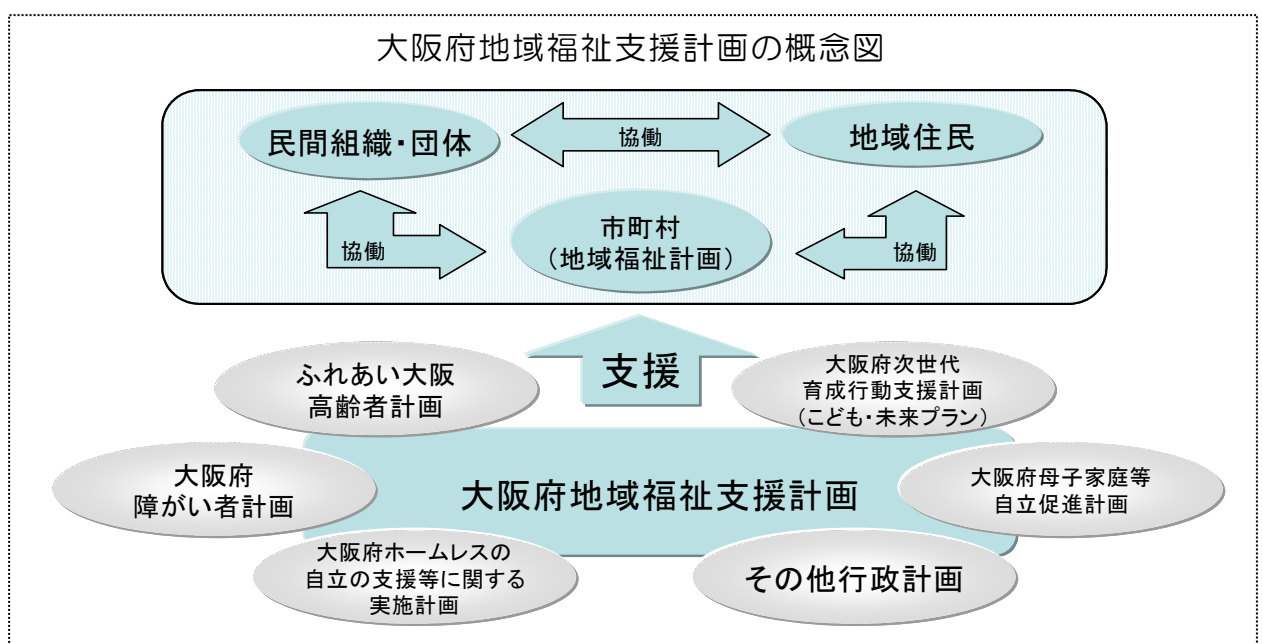 大阪府地域福祉支援計画の概念図
民間組織・団体
協働
地域住民
協働
市町村
（地域福祉計画）
協働
支援
ふれあい大阪
高齢者計画
大阪府次世代
育成行動支援計画
（こども・未来プラン）
大阪府
障がい者計画
大阪府地域福祉支援計画
大阪府母子家庭等
自立促進計画
大阪府ホームレスの
自立の支援等に関する
実施計画
その他行政計画